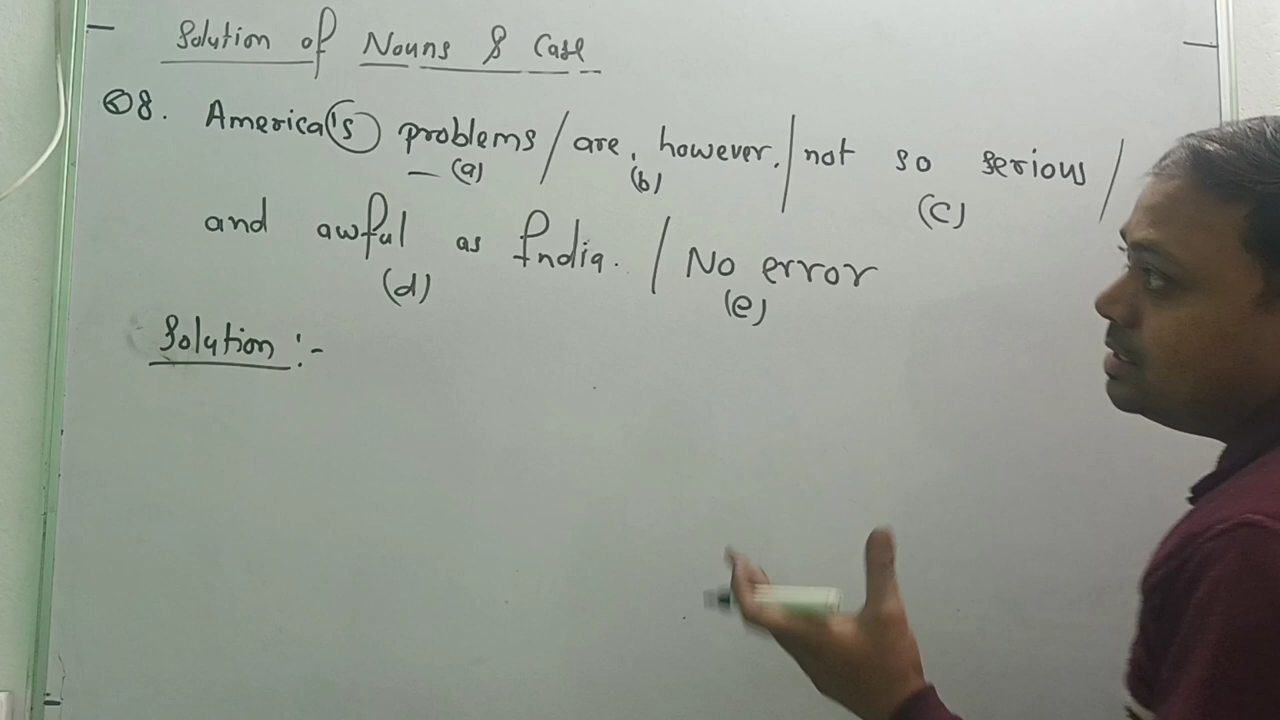 Solution of Nouns & Case
Q8. America's problems / are, however, / not so serious /
(a) (b) (c)
and awful as India. / No error
(d) (e)
Solution :-